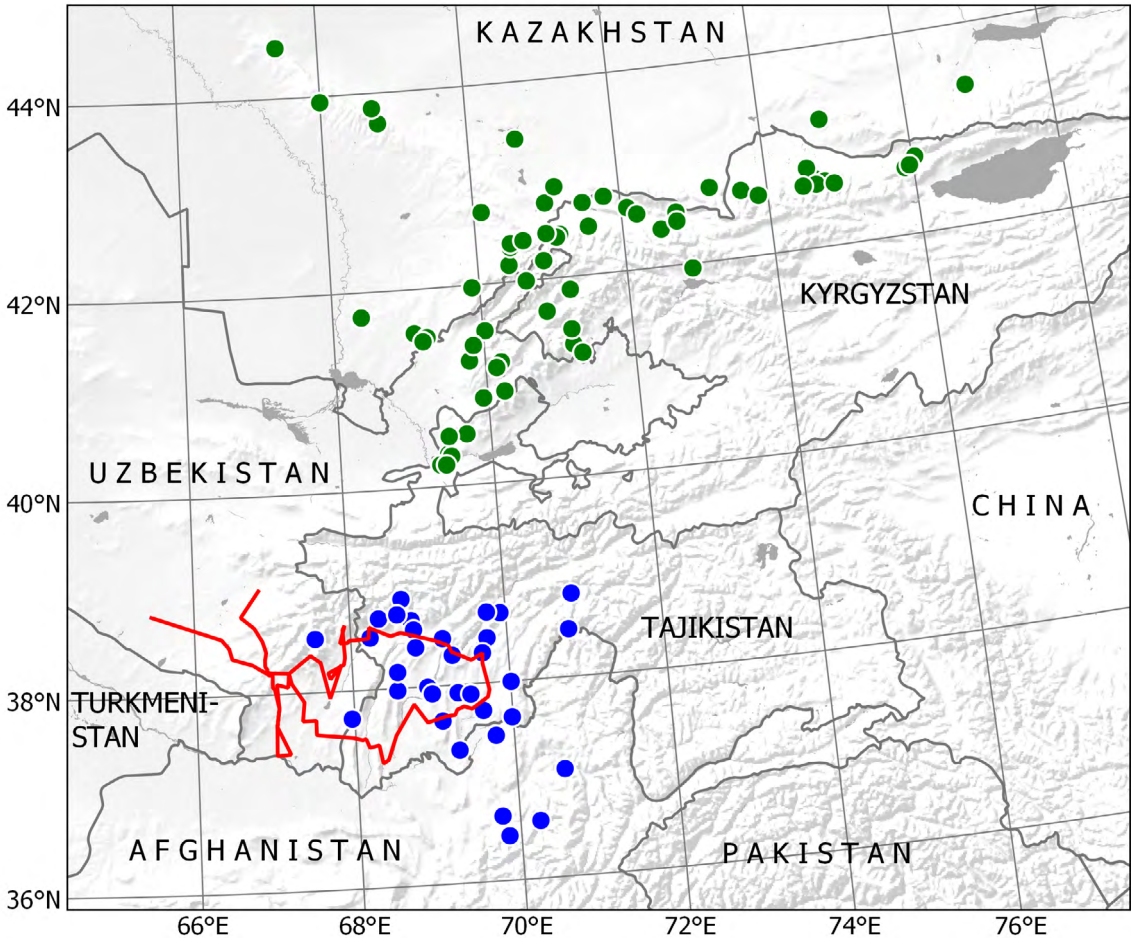 KAZAKHSTAN
44°N
KYRGYZSTAN
42°N
UZBEKISTAN
40°N
CHINA
TAJIKISTAN
38°N
TURKMENI-
STAN
AFGHANISTAN
PAKISTAN
36°N
66°E 68°E 70°E 72°E 74°E 76°E